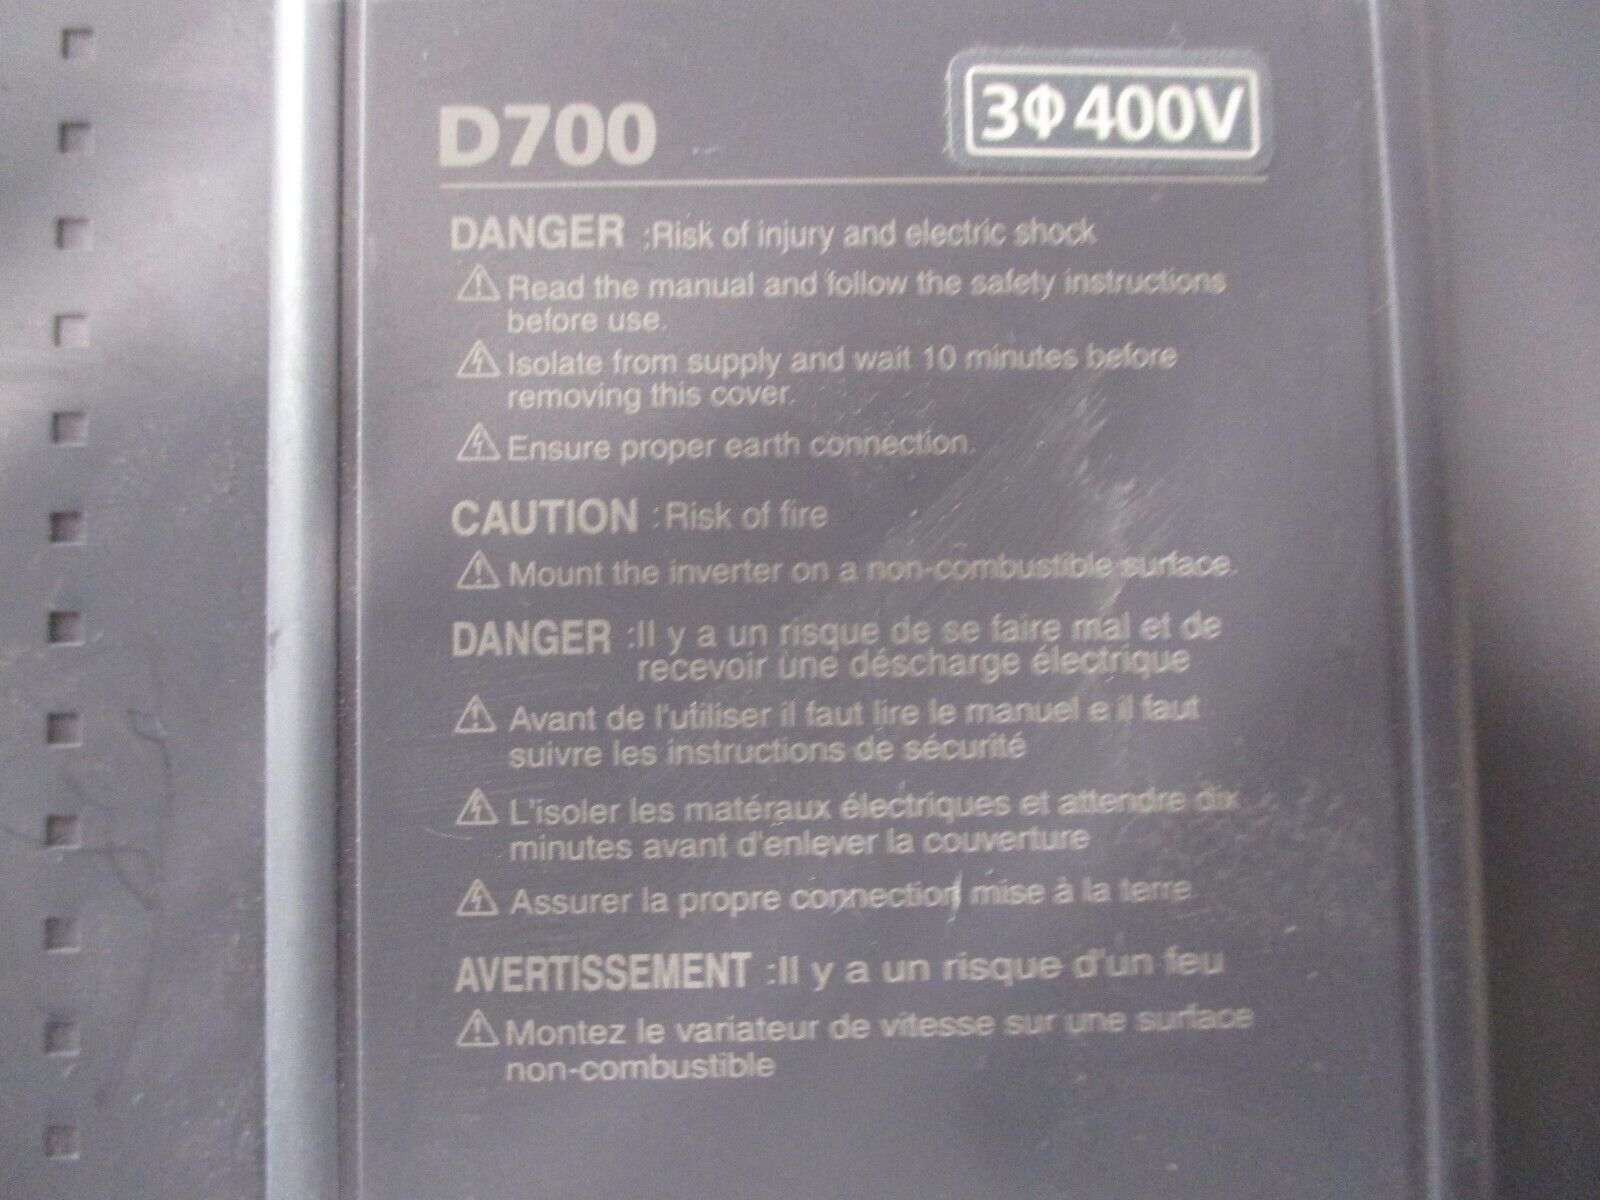 D700
3Φ400V
DANGER :Risk of injury and electric shock
Read the manual and follow the safety instructions
before use.
Isolate from supply and wait 10 minutes before
removing this cover.
Ensure proper earth connection.
CAUTION :Risk of fire
Mount the inverter on a non-combustible surface.
DANGER :Il y a un risque de se faire mal et de
recevoir úne déscharge électrique
Avant de l'utiliser il faut lire le manuel e il faut
suivre les instructions de sécurité
L'isoler les matéraux électriques et attendre dix
minutes avant d'enlever la couverture
Assurer la propre connection mise à la terre
AVERTISSEMENT :Il y a un risque d'un feu
Montez le variateur de vitesse sur une surface
non-combustible